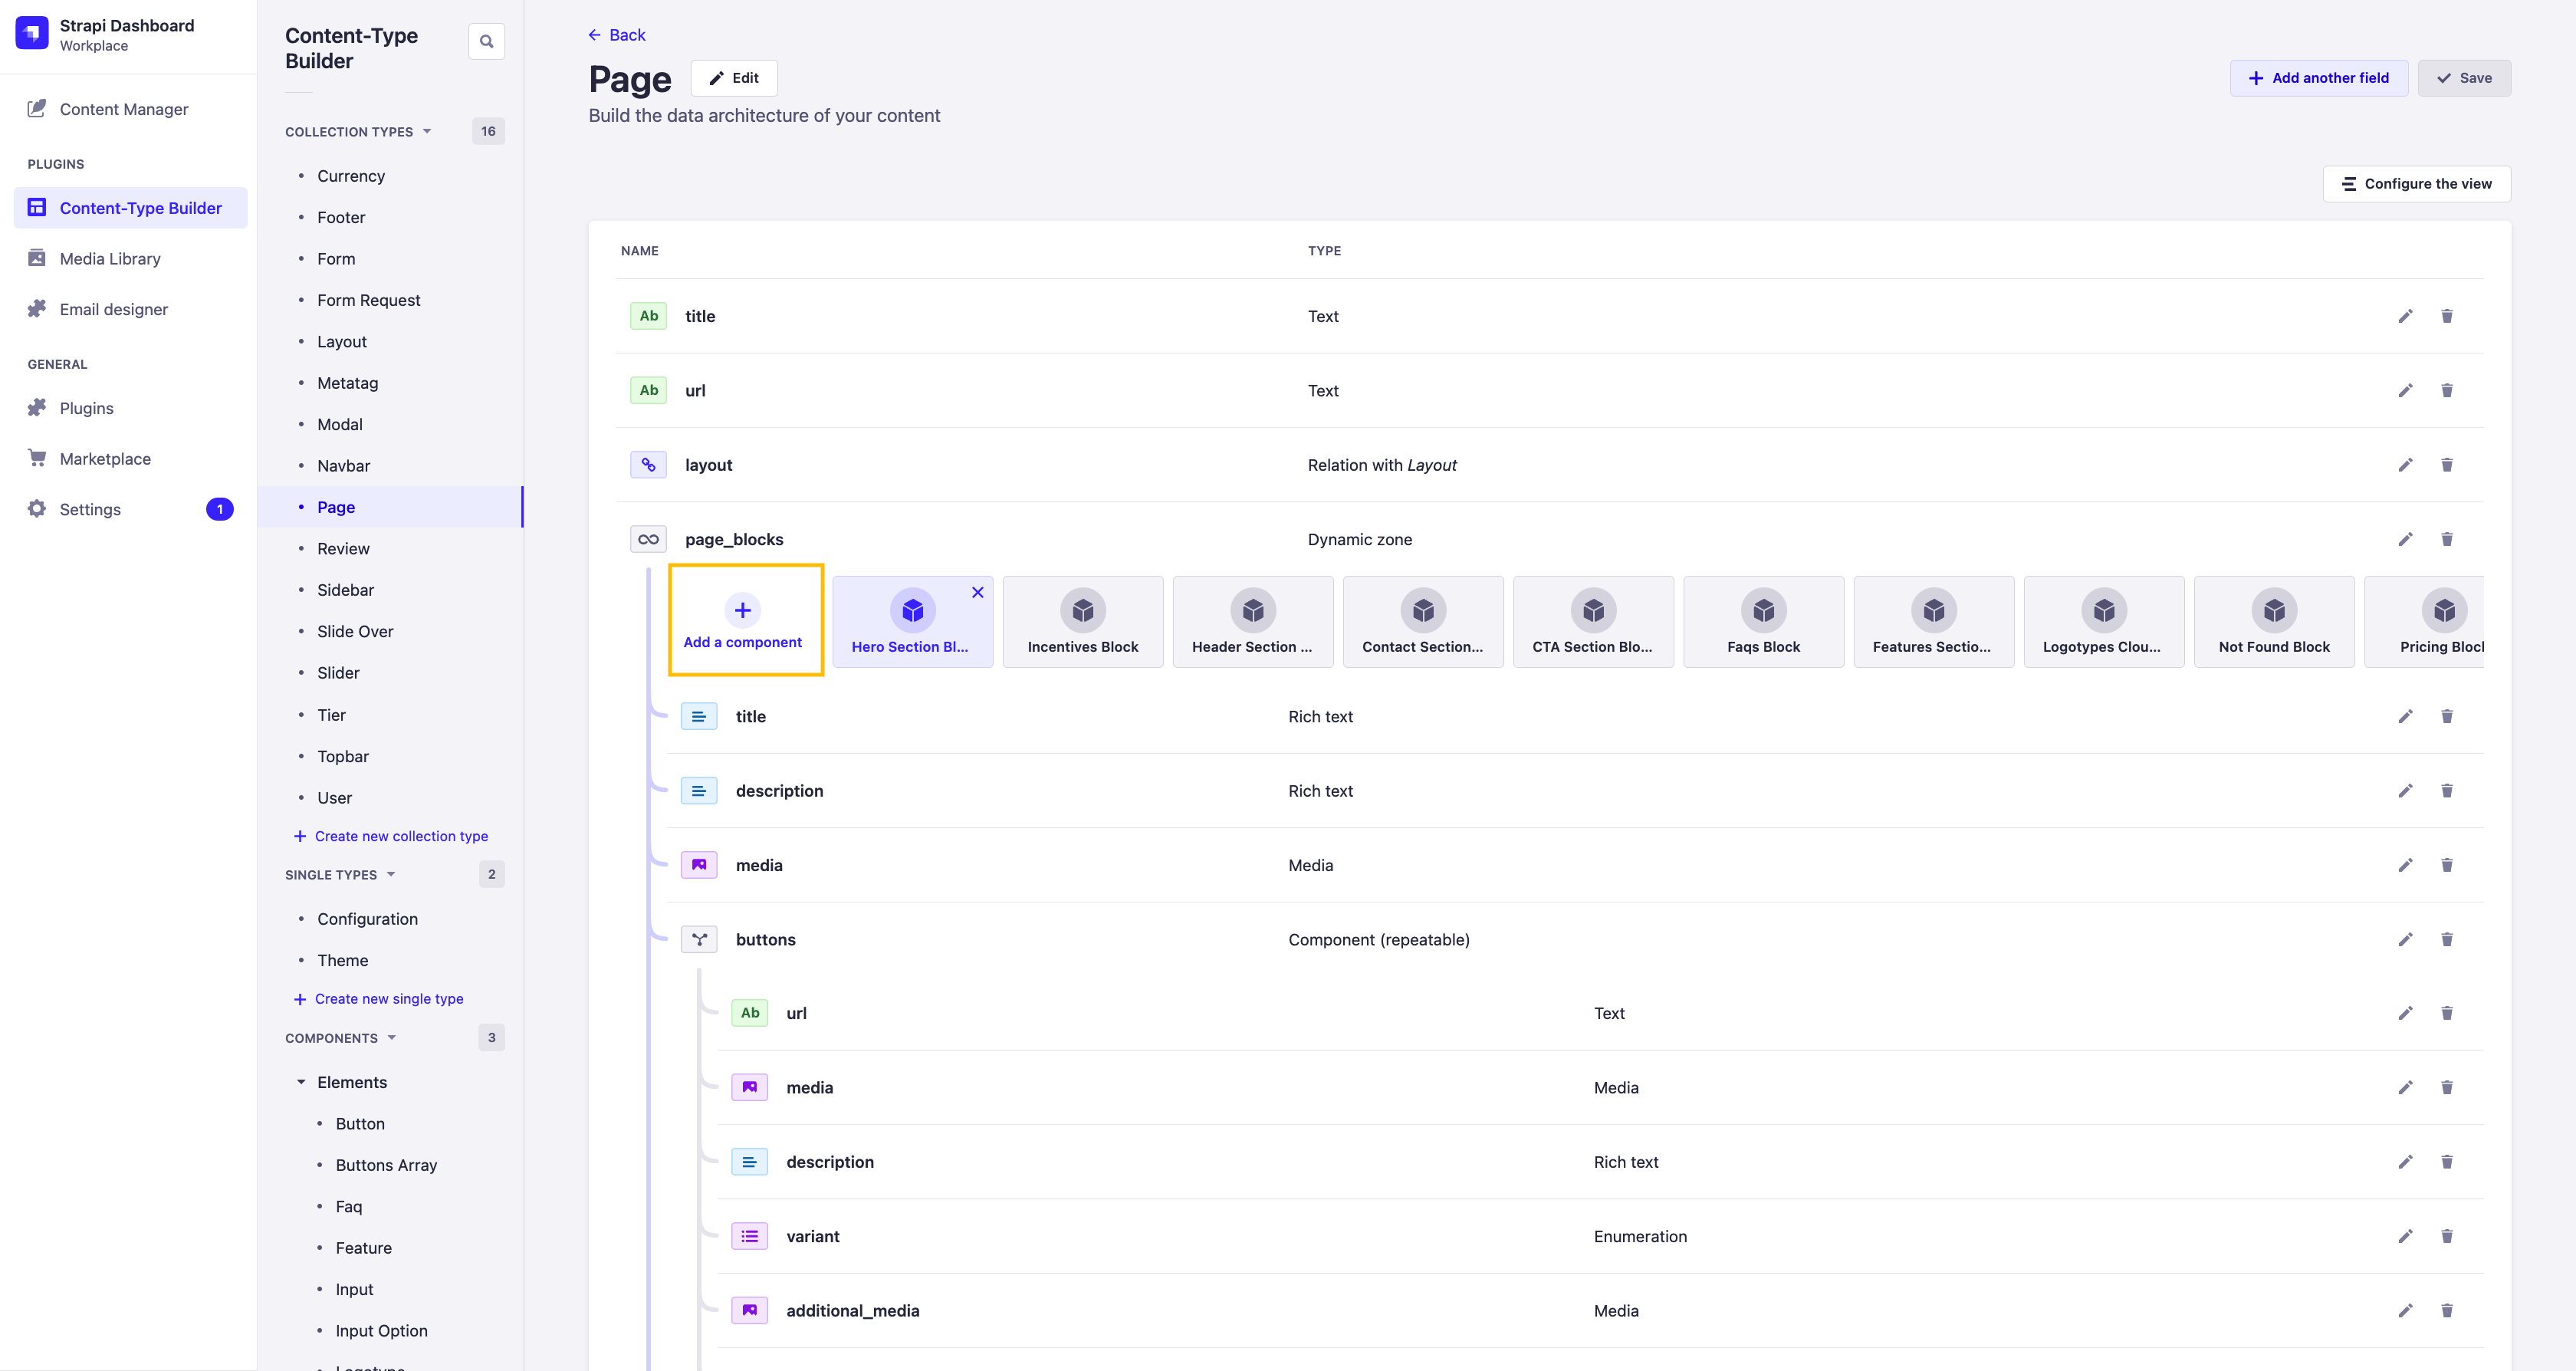 Strapi Dashboard
Workplace
Content Manager
PLUGINS
Content-Type Builder
Media Library
Email designer
GENERAL
Plugins
Marketplace
Settings
1
Content-Type
Builder
COLLECTION TYPES
16
Currency
Footer
Form
Form Request
Layout
Metatag
Modal
Navbar
Page
Review
Sidebar
Slide Over
Slider
Tier
Topbar
User
Create new collection type
SINGLE TYPES
2
Configuration
Theme
Create new single type
COMPONENTS
3
Elements
Button
Buttons Array
Faq
Feature
Input
Input Option
Back
Page
Edit
Add another field
Save
Build the data architecture of your content
Configure the view
NAME TYPE
Ab title Text
Ab url Text
layout Relation with Layout
page_blocks Dynamic zone
Add a component
Hero Section Bl...
Incentives Block
Header Section ...
Contact Section...
CTA Section Blo...
Faqs Block
Features Sectio...
Logotypes Clou...
Not Found Block
Pricing Block
title Rich text
description Rich text
media Media
buttons Component (repeatable)
Ab url Text
media Media
description Rich text
variant Enumeration
additional_media Media